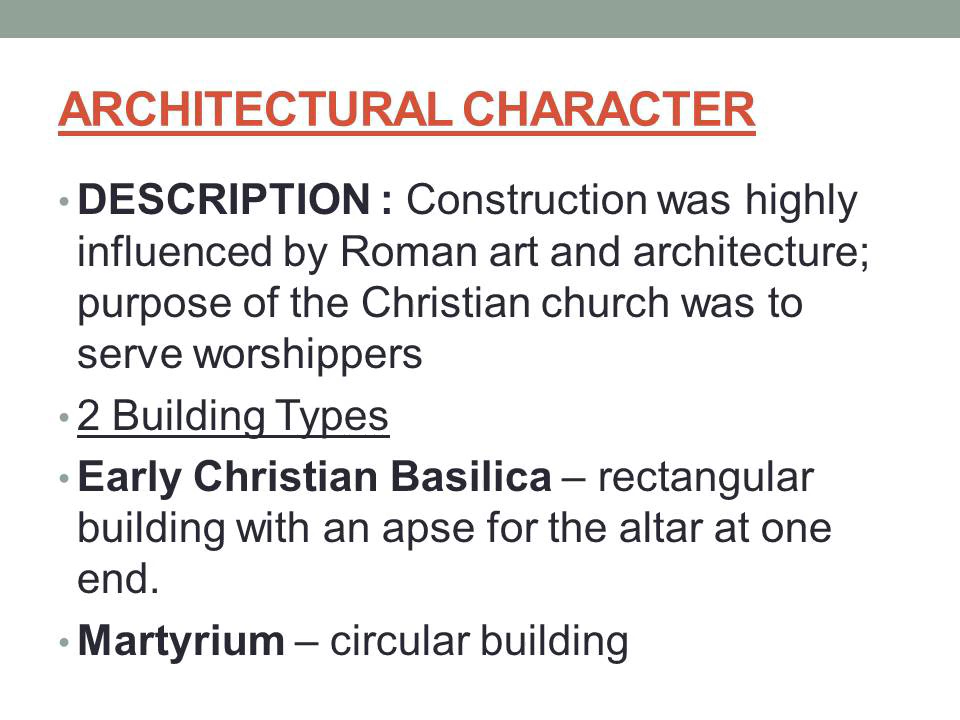 ARCHITECTURAL CHARACTER
• DESCRIPTION : Construction was highly
influenced by Roman art and architecture;
purpose of the Christian church was to
serve worshippers
• 2 Building Types
• Early Christian Basilica – rectangular
building with an apse for the altar at one
end.
• Martyrium – circular building